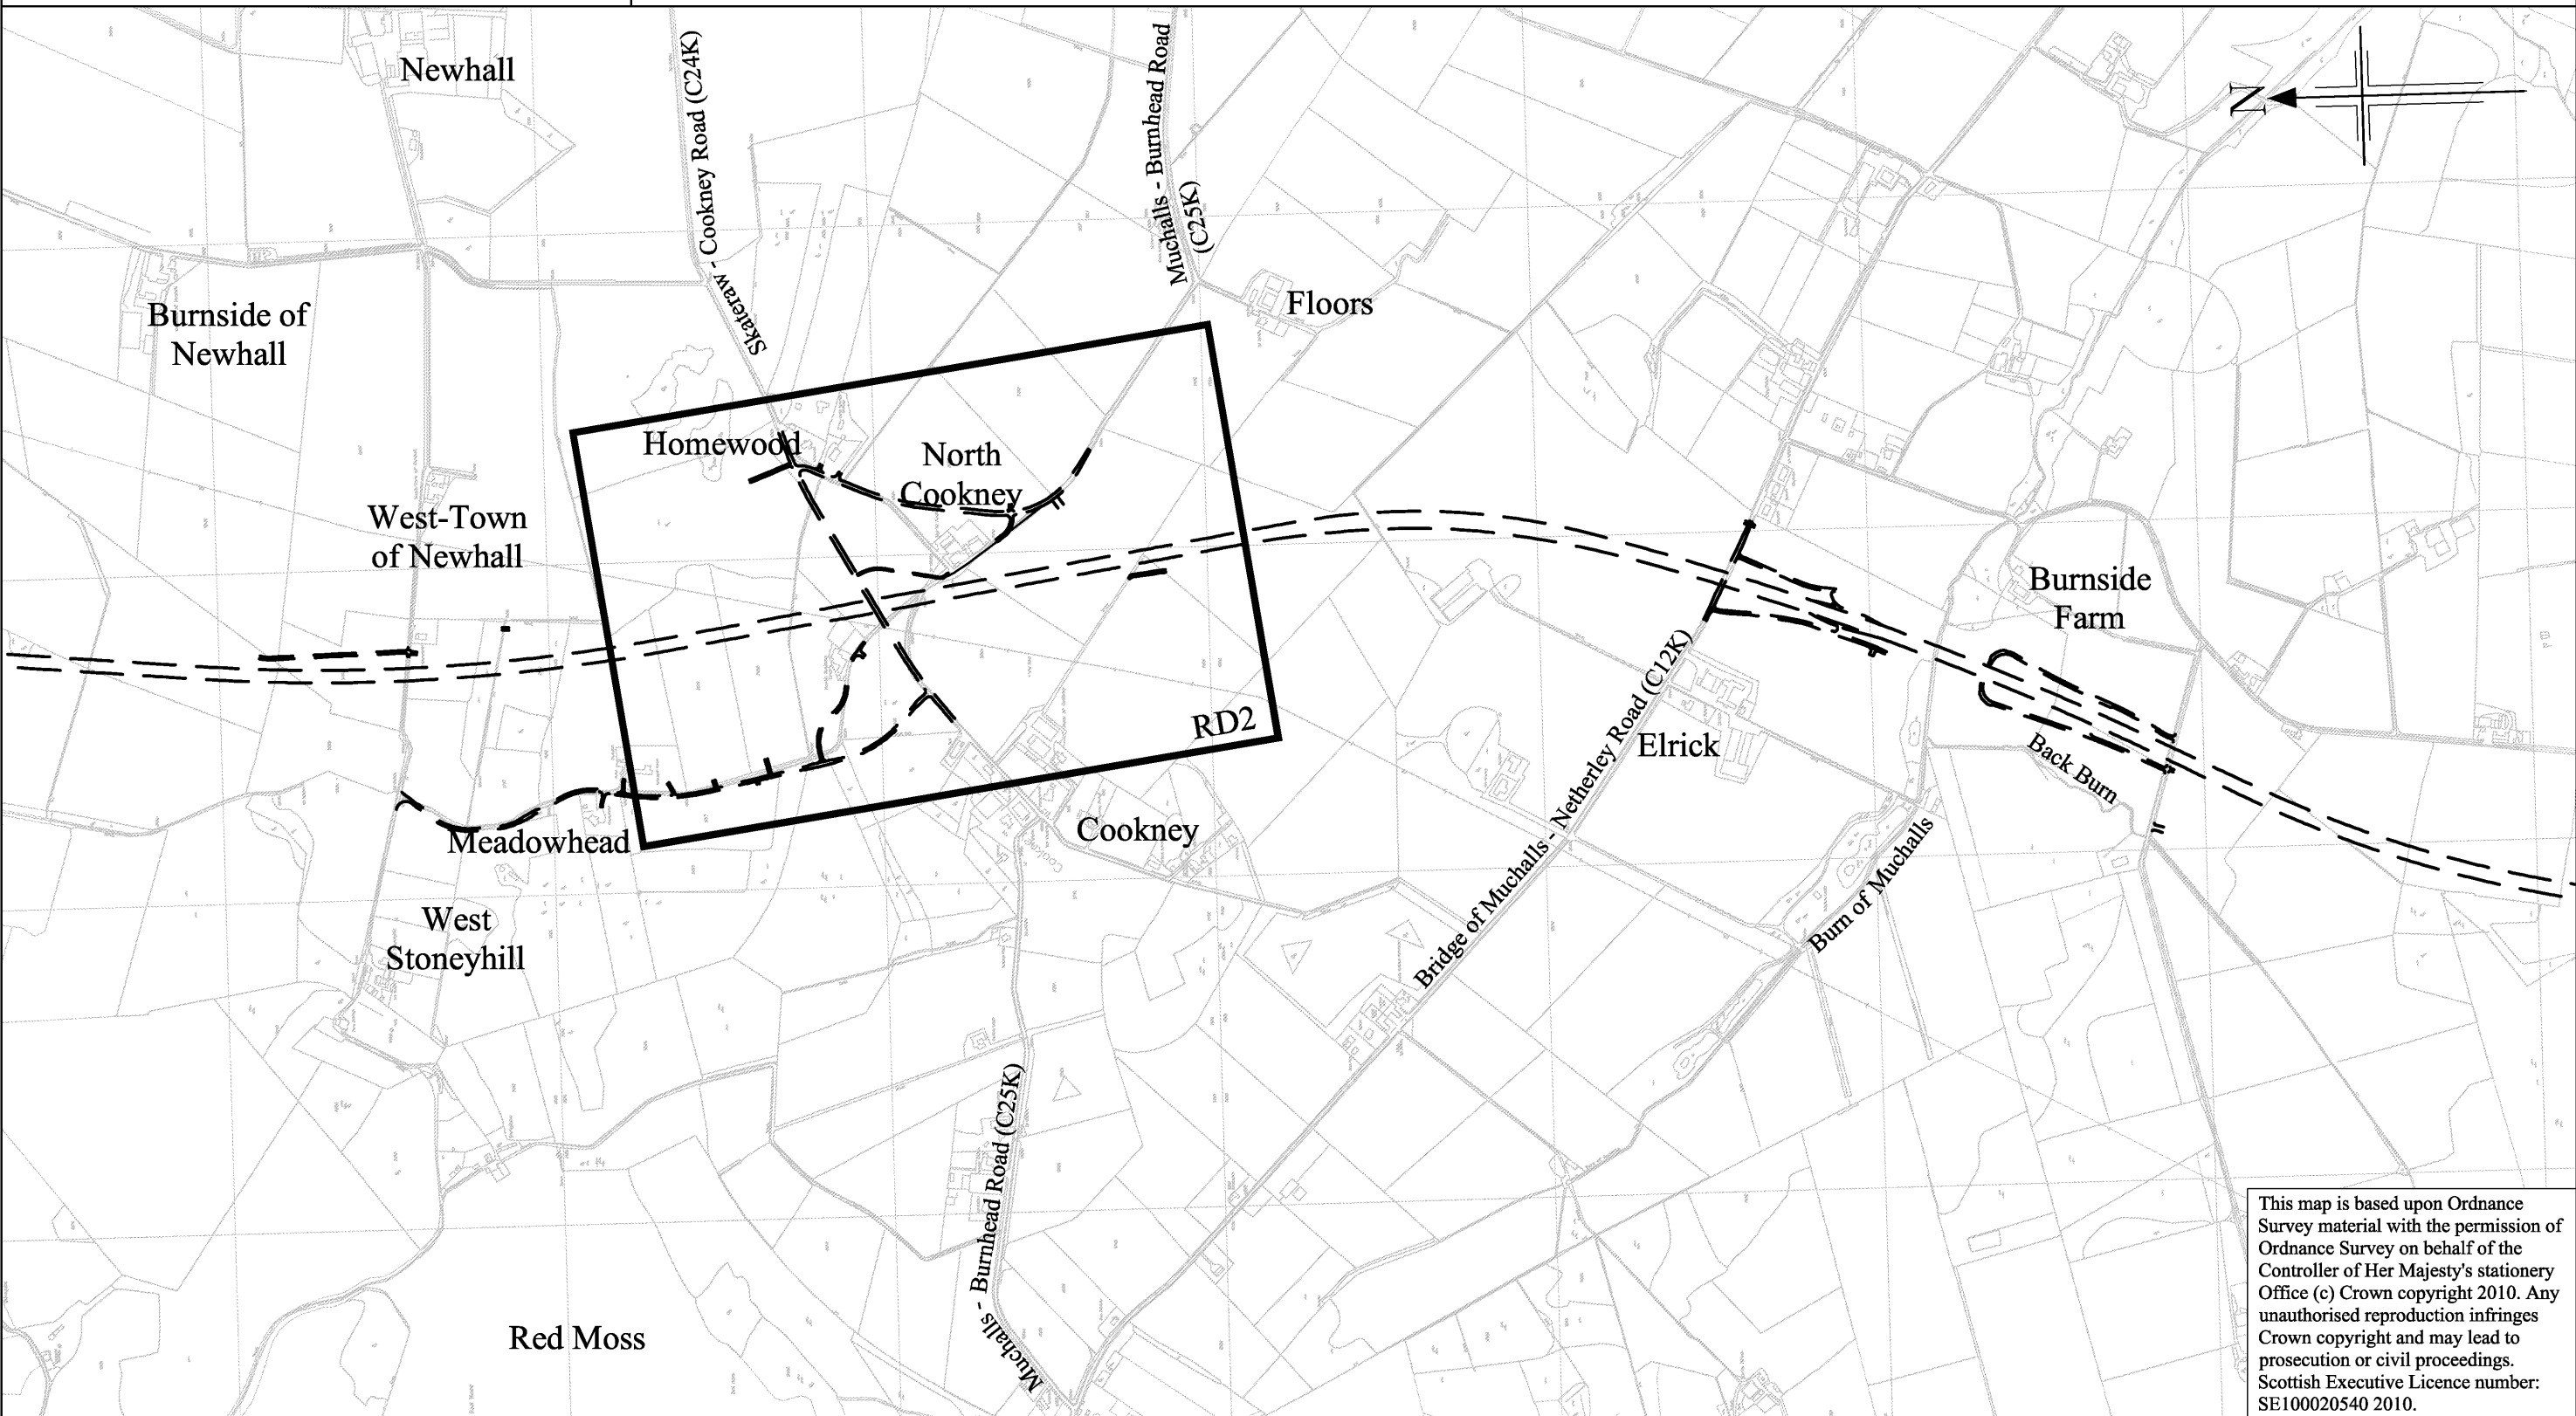 Newhall
Skateraw - Cookney Road (C24K)
Muchalls - Burnhead Road
(C25K)
N
Burnside of
Newhall
Floors
Homewood
North
Cookney
West-Town
of Newhall
Burnside
Farm
RD2
Elrick
Back Burn
Bridge of Muchalls - Netherley Road (C12K)
Meadowhead
Cookney
Burn of Muchalls
West
Stoneyhill
Muchalls - Burnhead Road (C25K)
Red Moss
This map is based upon Ordnance
Survey material with the permission of
Ordnance Survey on behalf of the
Controller of Her Majesty's stationery
Office (c) Crown copyright 2010. Any
unauthorised reproduction infringes
Crown copyright and may lead to
prosecution or civil proceedings.
Scottish Executive Licence number:
SE100020540 2010.